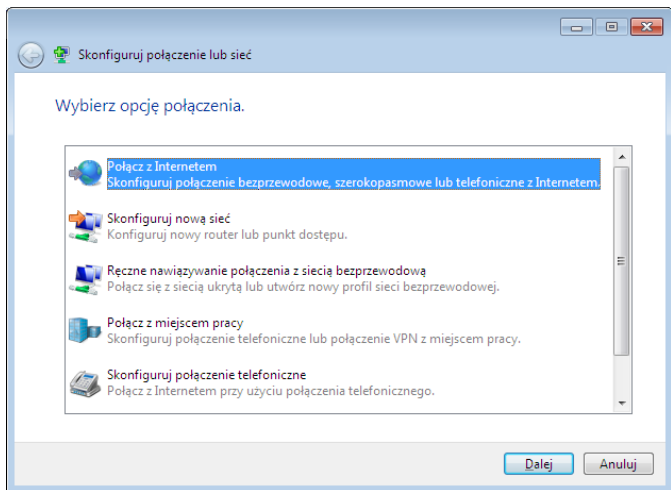 Skonfiguruj połączenie lub sieć
Wybierz opcję połączenia.
Połącz z Internetem
Skonfiguruj połączenie bezprzewodowe, szerokopasmowe lub telefoniczne z Internetem.
Skonfiguruj nową sieć
Konfiguruj nowy router lub punkt dostępu.
Ręczne nawiązywanie połączenia z siecią bezprzewodową
Połącz się z siecią ukrytą lub utwórz nowy profil sieci bezprzewodowej.
Połącz z miejscem pracy
Skonfiguruj połączenie telefoniczne lub połączenie VPN z miejscem pracy.
Skonfiguruj połączenie telefoniczne
Połącz z Internetem przy użyciu połączenia telefonicznego.
Dalej
Anuluj